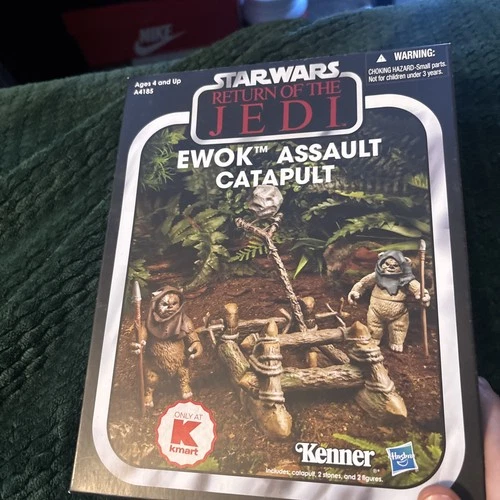 NIKE
Ages 4 and Up
A4185
⚠ WARNING:
CHOKING HAZARD-Small parts.
Not for children under 3 years.
STAR WARS
RETURN OF THE
JEDI
EWOK™ ASSAULT
CATAPULT
ONLY AT
K
kmart
Kenner
Hasbro
Includes: catapult, 2 stones, and 2 figures.